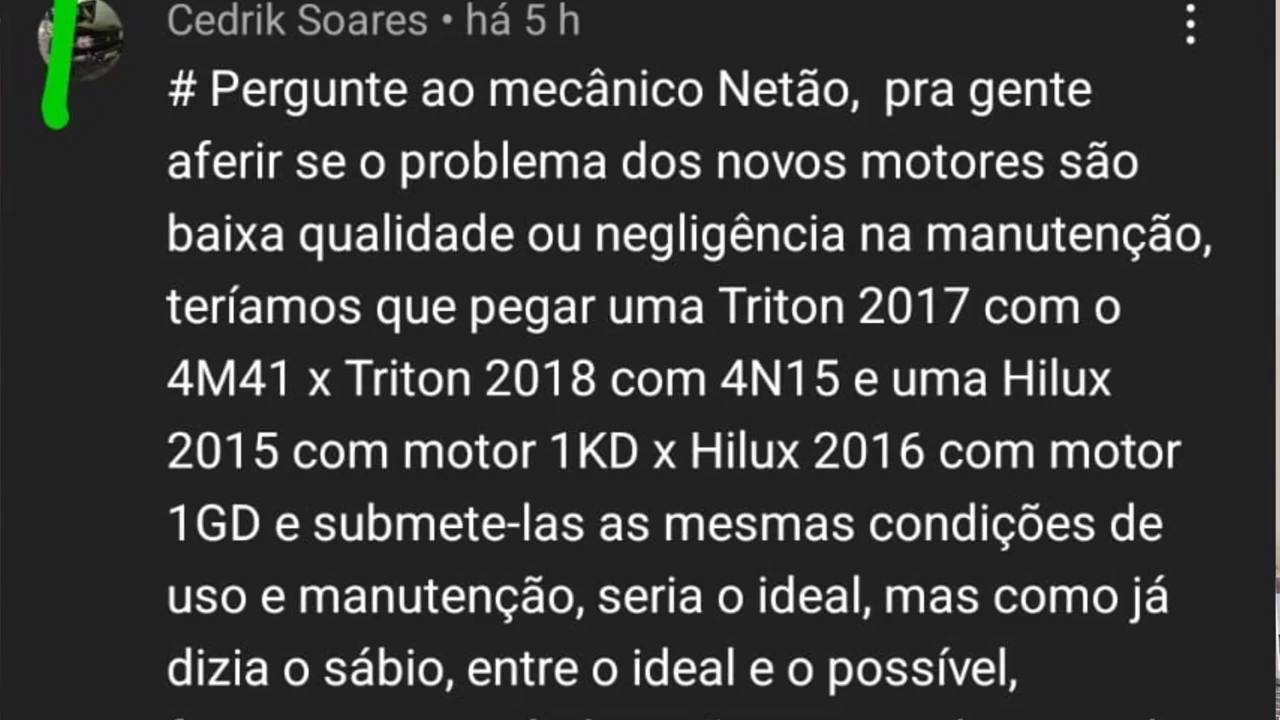 Cedrik Soares • há 5 h
# Pergunte ao mecânico Netão, pra gente
aferir se o problema dos novos motores são
baixa qualidade ou negligência na manutenção,
teríamos que pegar uma Triton 2017 com o
4M41 x Triton 2018 com 4N15 e uma Hilux
2015 com motor 1KD x Hilux 2016 com motor
1GD e submete-las as mesmas condições de
uso e manutenção, seria o ideal, mas como já
dizia o sábio, entre o ideal e o possível,